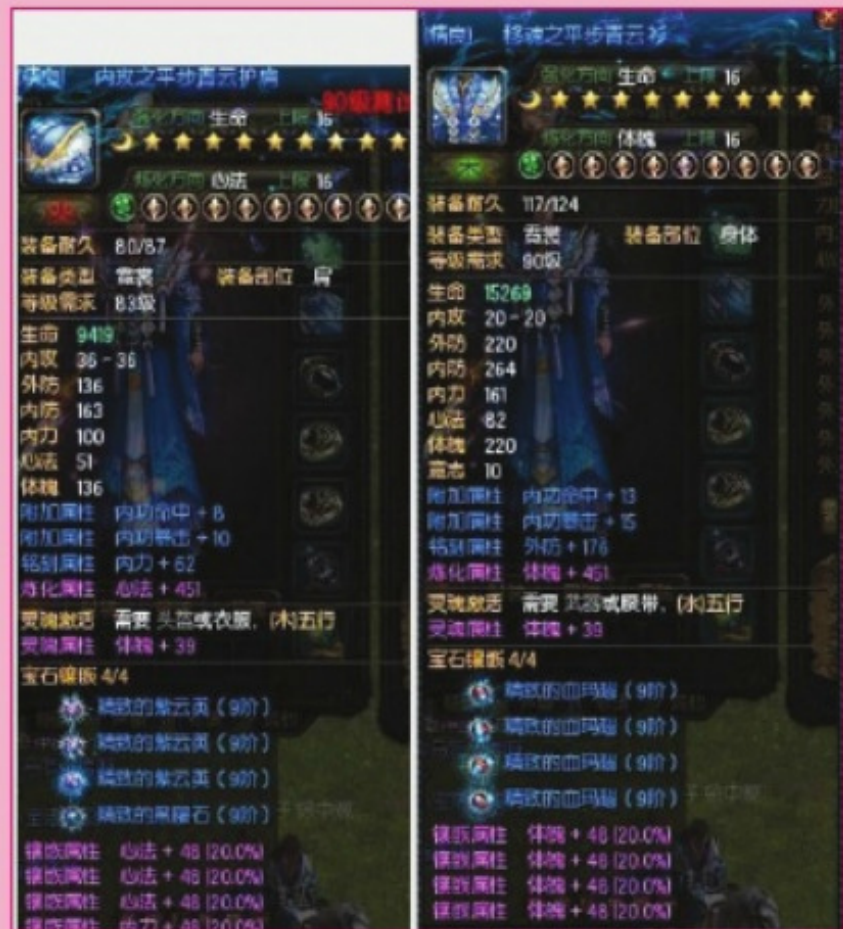 [精良] 内攻之平步青云护肩
强化方向 生命 上限 16
炼化方向 心法 上限 16
装备耐久 80/87
装备类型 霓裳 装备部位 肩
等级需求 83级
生命 9419
内攻 36-36
外防 136
内防 163
内力 100
心法 51
体魄 136
附加属性 内功命中+8
附加属性 内功暴击+10
铭刻属性 内力+62
炼化属性 心法+451
灵魂激活 需要 头盔或衣服, (木)五行
灵魂属性 体魄+39
宝石镶嵌 4/4
精致的紫云英(9阶)
精致的紫云英(9阶)
精致的紫云英(9阶)
精致的黑曜石(9阶)
镶嵌属性 心法+48 [20.0%]
镶嵌属性 心法+48 [20.0%]
镶嵌属性 心法+48 [20.0%]
镶嵌属性 内力+48 [20.0%]
[精良] 移魂之平步青云衫
强化方向 生命 上限 16
炼化方向 体魄 上限 16
木
装备耐久 117/124
装备类型 霓裳 装备部位 身体
等级需求 90级
生命 15269
内攻 20-20
外防 220
内防 264
内力 161
心法 82
体魄 220
意志 10
附加属性 内功命中+13
附加属性 内功暴击+15
铭刻属性 外防+176
炼化属性 体魄+451
灵魂激活 需要 武器或腰带, (水)五行
灵魂属性 体魄+39
宝石镶嵌 4/4
精致的血玛瑙(9阶)
精致的血玛瑙(9阶)
精致的血玛瑙(9阶)
精致的血玛瑙(9阶)
镶嵌属性 体魄+48 [20.0%]
镶嵌属性 体魄+48 [20.0%]
镶嵌属性 体魄+48 [20.0%]
镶嵌属性 体魄+48 [20.0%]